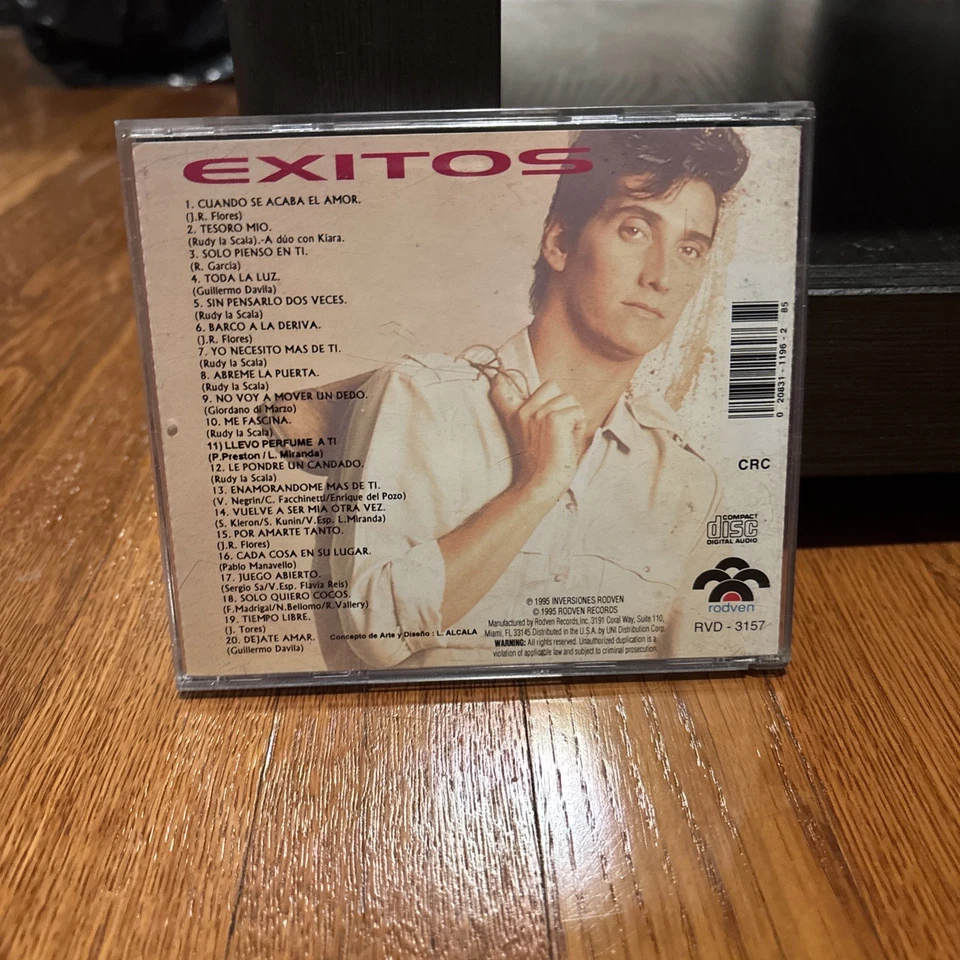 EXITOS
1. CUANDO SE ACABA EL AMOR.
(J.R. Flores)
2. TESORO MIO.
(Rudy la Scala).-A dúo con Kiara.
3. SOLO PIENSO EN TI.
(R. Garcia)
4. TODA LA LUZ.
(Guillermo Davila)
5. SIN PENSARLO DOS VECES.
(Rudy la Scala)
6. BARCO A LA DERIVA.
(J.R. Flores)
7. YO NECESITO MAS DE TI.
(Rudy la Scala)
8. ABREME LA PUERTA.
(Rudy la Scala)
9. NO VOY A MOVER UN DEDO.
(Giordano di Marzo)
10. ME FASCINA.
(Rudy la Scala)
11) LLEVO PERFUME A TI
(P.Preston / L. Miranda)
12. LE PONDRE UN CANDADO.
(Rudy la Scala)
13. ENAMORANDOME MAS DE TI.
(V. Negrin/C. Facchinetti/Enrique del Pozo)
14. VUELVE A SER MIA OTRA VEZ.
(S. Kleron/S. Kunin/V.Esp. L.Miranda)
15. POR AMARTE TANTO.
(J.R. Flores)
16. CADA COSA EN SU LUGAR.
(Pablo Manavello)
17. JUEGO ABIERTO.
(Sergio Sa/V.Esp. Flavia Reis)
18. SOLO QUIERO COCOS.
(F.Madrigal/N.Bellomo/R.Vallery)
19. TIEMPO LIBRE.
(J. Tores)
20. DEJATE AMAR.
(Guillermo Davila)
Concepto de Arte y Diseño : L. ALCALA
℗ 1995 INVERSIONES RODVEN
© 1995 RODVEN RECORDS
Manufactured by Rodven Records,Inc. 3191 Coral Way, Suite 110,
Miami, FL 33145.Distributed in the U.S.A. by UNI Distribution Corp.
WARNING: All rights reserved. Unauthorized duplication is a
violation of applicable law and subject to criminal prosecution.
0 20831 - 1196 - 2 85
CRC
COMPACT
disc
DIGITAL AUDIO
rodven
RVD - 3157